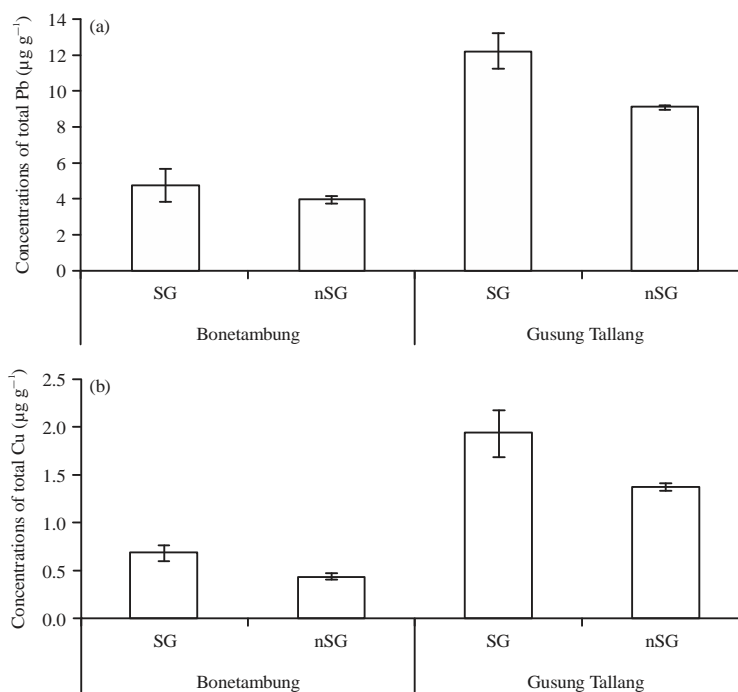 (a)
Concentrations of total Pb (µg g⁻¹)
14
12
10
8
6
4
2
0
SG nSG SG nSG
Bonetambung Gusung Tallang
(b)
Concentrations of total Cu (µg g⁻¹)
2.5
2.0
1.5
1.0
0.5
0.0
SG nSG SG nSG
Bonetambung Gusung Tallang